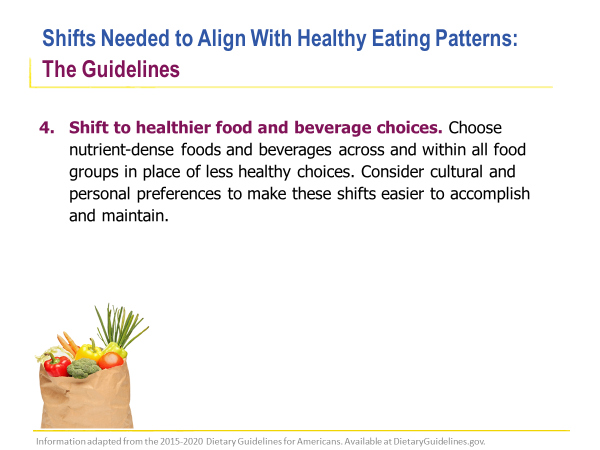 Shifts Needed to Align With Healthy Eating Patterns:
The Guidelines
4. Shift to healthier food and beverage choices. Choose
nutrient-dense foods and beverages across and within all food
groups in place of less healthy choices. Consider cultural and
personal preferences to make these shifts easier to accomplish
and maintain.
Information adapted from the 2015-2020 Dietary Guidelines for Americans. Available at DietaryGuidelines.gov.